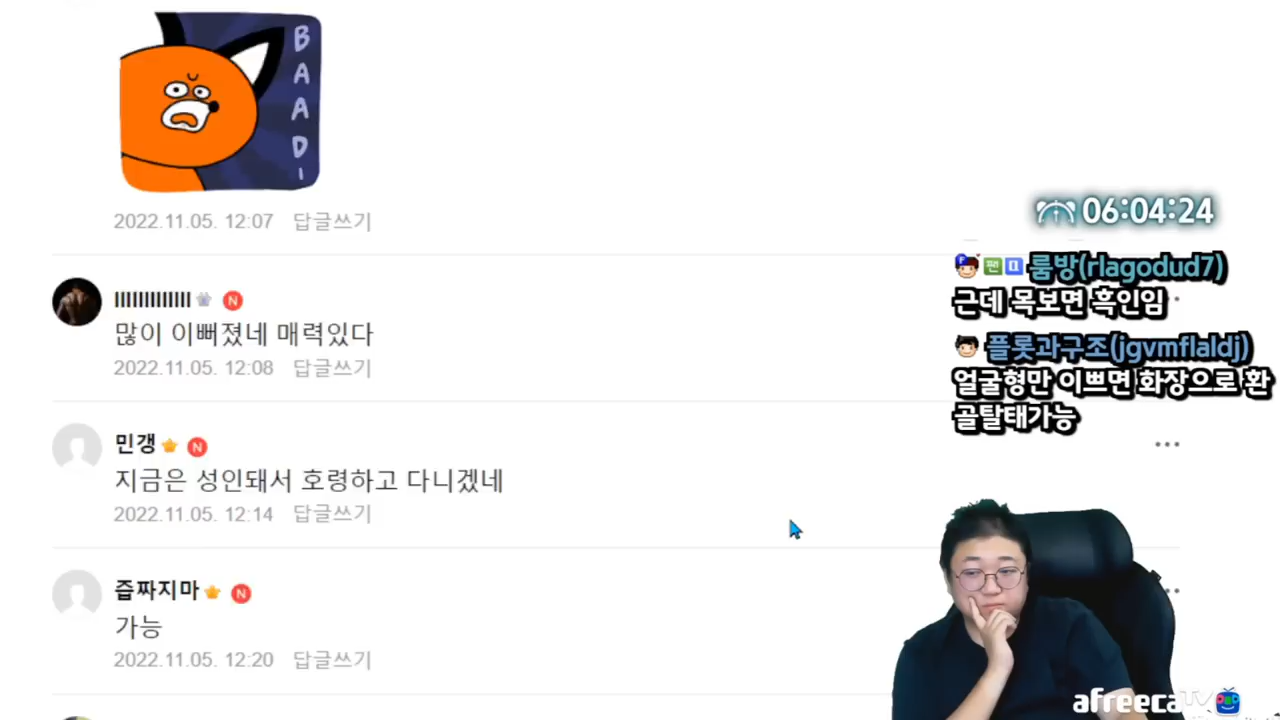 BAAD!
2022.11.05. 12:07 답글쓰기
06:04:24
F 팬 룸방(rlagodud7)
근데 목보면 흑인임
플롯과구조(jgvmflaldj)
얼굴형만 이쁘면 화장으로 환
골탈태가능
IIIIIIIIIIIII N
많이 이뻐졌네 매력있다
2022.11.05. 12:08 답글쓰기
민갱 N
지금은 성인돼서 호령하고 다니겠네
2022.11.05. 12:14 답글쓰기
즙짜지마 N
가능
2022.11.05. 12:20 답글쓰기
afreecaTV